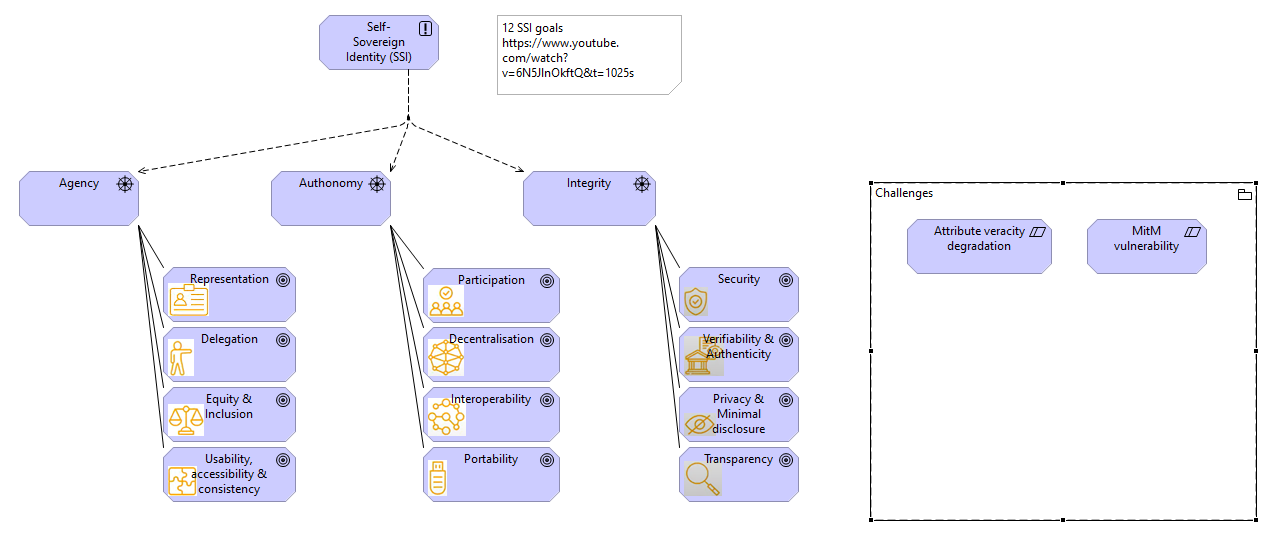 Self-
Sovereign
Identity (SSI)
12 SSI goals
https://www.youtube.
com/watch?
v=6N5JlnOkftQ&t=1025s
Agency
Authonomy
Integrity
Challenges
Attribute veracity
degradation
MitM
vulnerability
Representation
Participation
Security
Delegation
Decentralisation
Verifiability &
Authenticity
Equity &
Inclusion
Interoperability
Privacy &
Minimal
disclosure
Usability,
accessibility &
consistency
Portability
Transparency